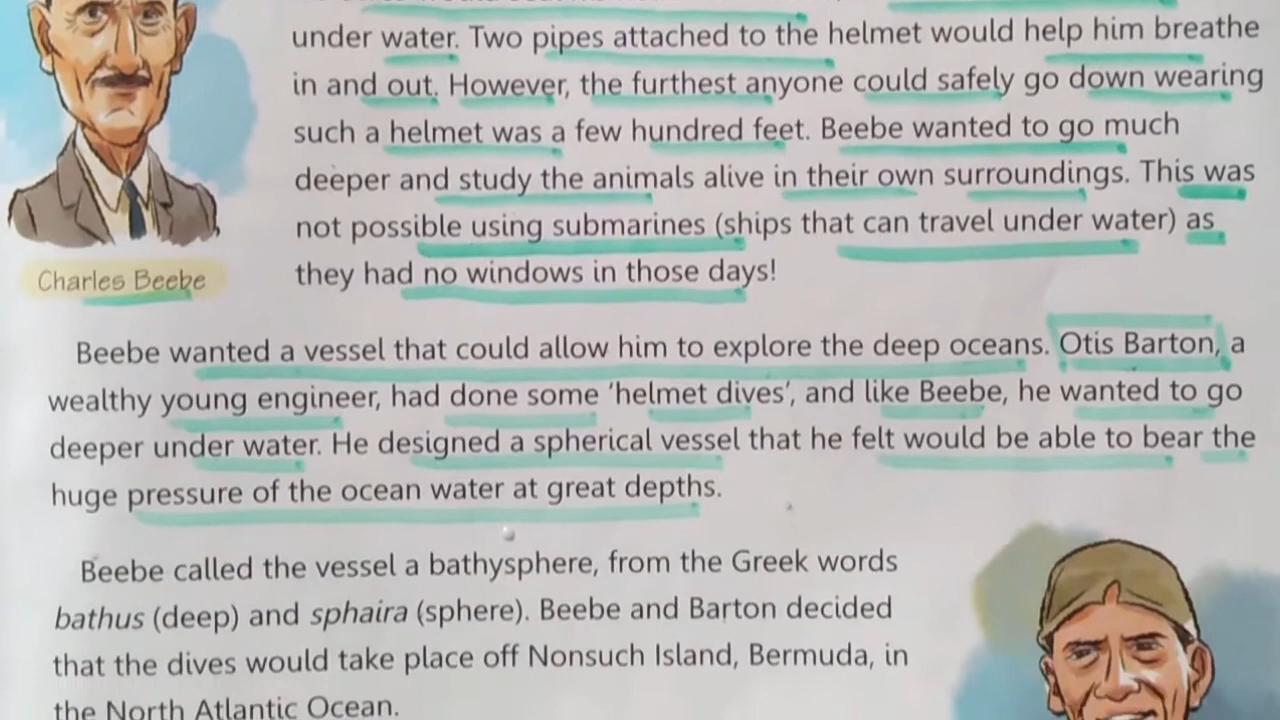 under water. Two pipes attached to the helmet would help him breathe
in and out. However, the furthest anyone could safely go down wearing
such a helmet was a few hundred feet. Beebe wanted to go much
deeper and study the animals alive in their own surroundings. This was
not possible using submarines (ships that can travel under water) as
they had no windows in those days!
Charles Beebe
Beebe wanted a vessel that could allow him to explore the deep oceans. Otis Barton, a
wealthy young engineer, had done some ‘helmet dives’, and like Beebe, he wanted to go
deeper under water. He designed a spherical vessel that he felt would be able to bear the
huge pressure of the ocean water at great depths.
Beebe called the vessel a bathysphere, from the Greek words
bathus (deep) and sphaira (sphere). Beebe and Barton decided
that the dives would take place off Nonsuch Island, Bermuda, in
the North Atlantic Ocean.